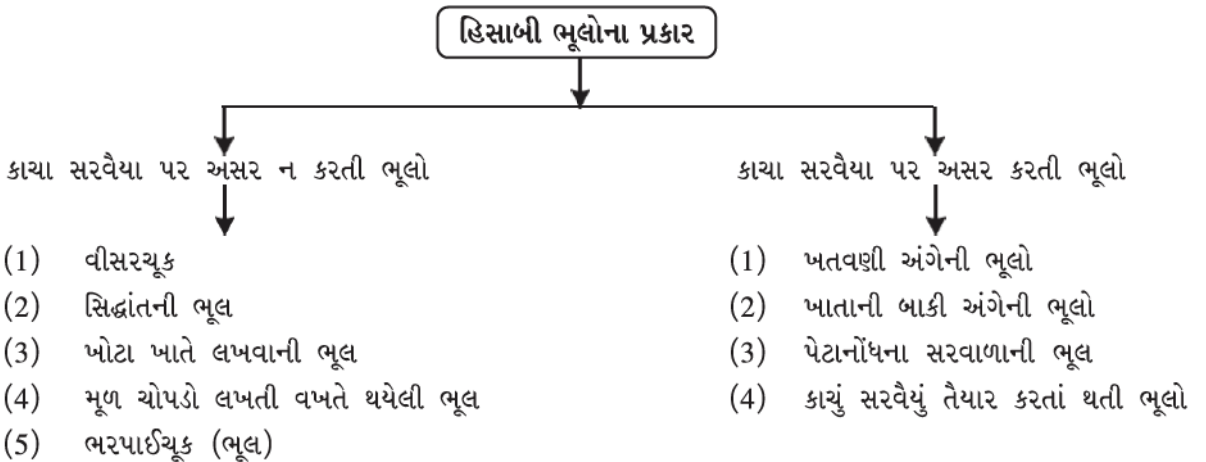 હિસાબી ભૂલોના પ્રકાર
કાચા સરવૈયા પર અસર ન કરતી ભૂલો
(1) વીસરચૂક
(2) સિદ્ધાંતની ભૂલ
(3) ખોટા ખાતે લખવાની ભૂલ
(4) મૂળ ચોપડો લખતી વખતે થયેલી ભૂલ
(5) ભરપાઈચૂક (ભૂલ)
કાચા સરવૈયા પર અસર કરતી ભૂલો
(1) ખતવણી અંગેની ભૂલો
(2) ખાતાની બાકી અંગેની ભૂલો
(3) પેટાનોંધના સરવાળાની ભૂલ
(4) કાચું સરવૈયું તૈયાર કરતાં થતી ભૂલો